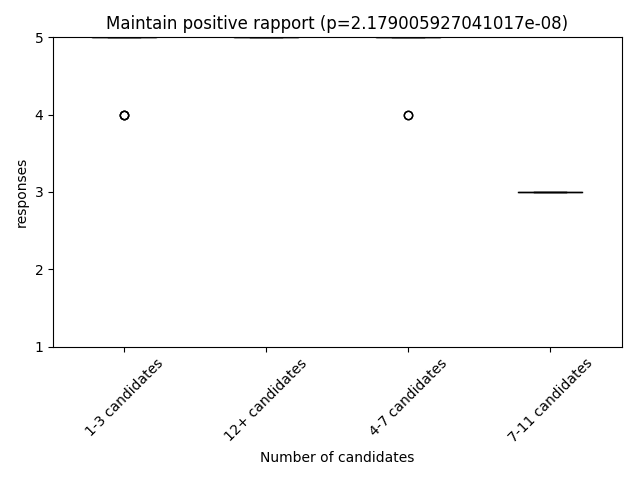 Maintain positive rapport (p=2.179005927041017e-08)
5
4
3
2
1
responses
1-3 candidates
12+ candidates
4-7 candidates
7-11 candidates
Number of candidates